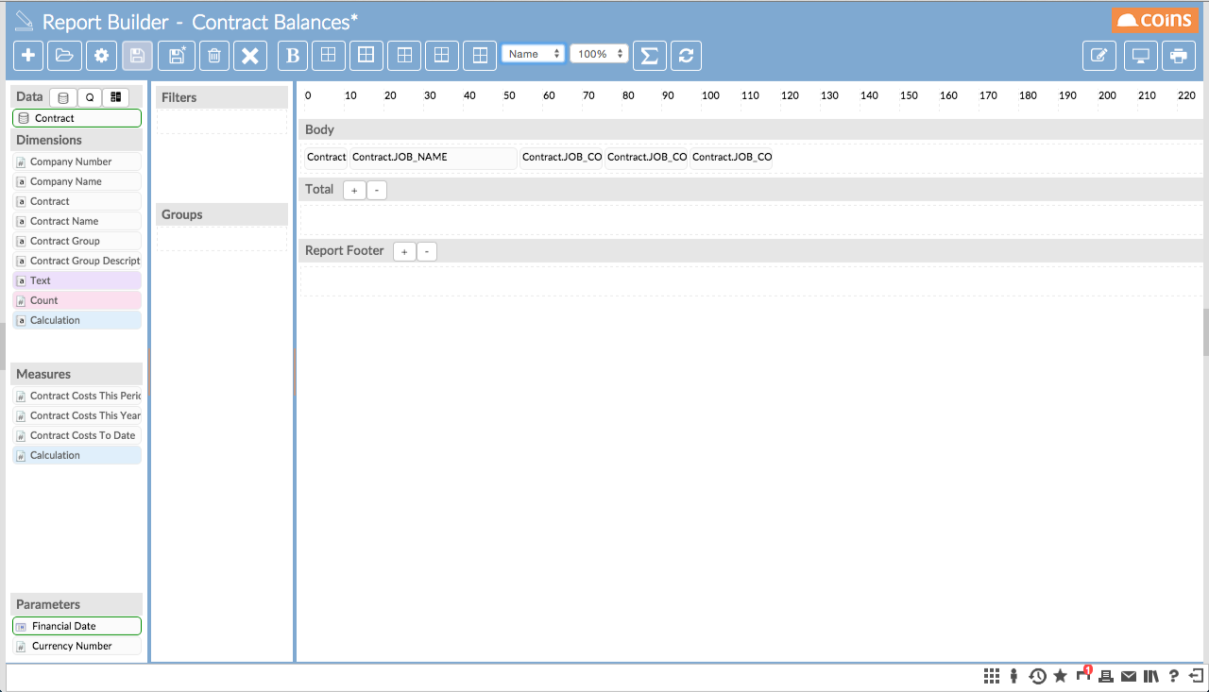 Report Builder - Contract Balances*
coins
B
Name
100%
Σ
Data
Q
Contract
Dimensions
# Company Number
a Company Name
a Contract
a Contract Name
a Contract Group
a Contract Group Descript
a Text
# Count
a Calculation
Measures
# Contract Costs This Peric
# Contract Costs This Year
# Contract Costs To Date
# Calculation
Parameters
Financial Date
# Currency Number
Filters
Groups
0 10 20 30 40 50 60 70 80 90 100 110 120 130 140 150 160 170 180 190 200 210 220
Body
Contract Contract.JOB_NAME Contract.JOB_CO Contract.JOB_CO Contract.JOB_CO
Total + -
Report Footer + -
1
?